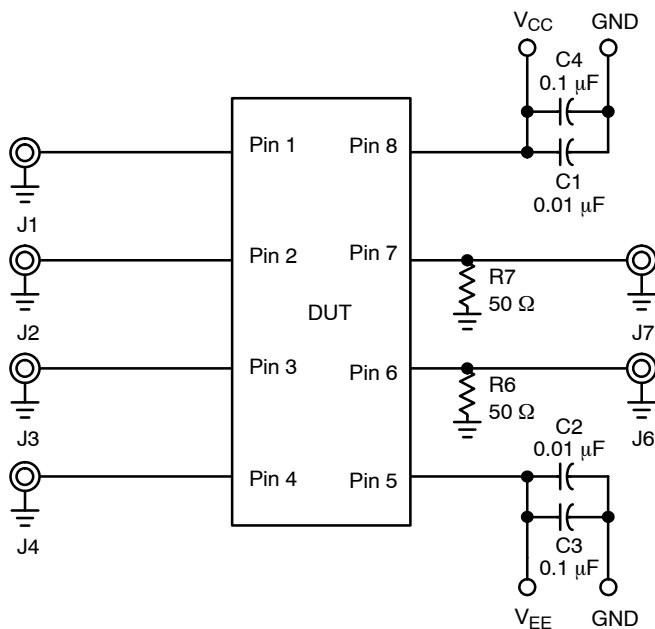 V_CC GND
C4
0.1 μF
Pin 1 Pin 8
C1
0.01 μF
J1
Pin 2 Pin 7
R7
50 Ω
DUT
J2 J7
Pin 3 Pin 6
R6
50 Ω
J3 J6
C2
0.01 μF
Pin 4 Pin 5
C3
0.1 μF
J4
V_EE GND